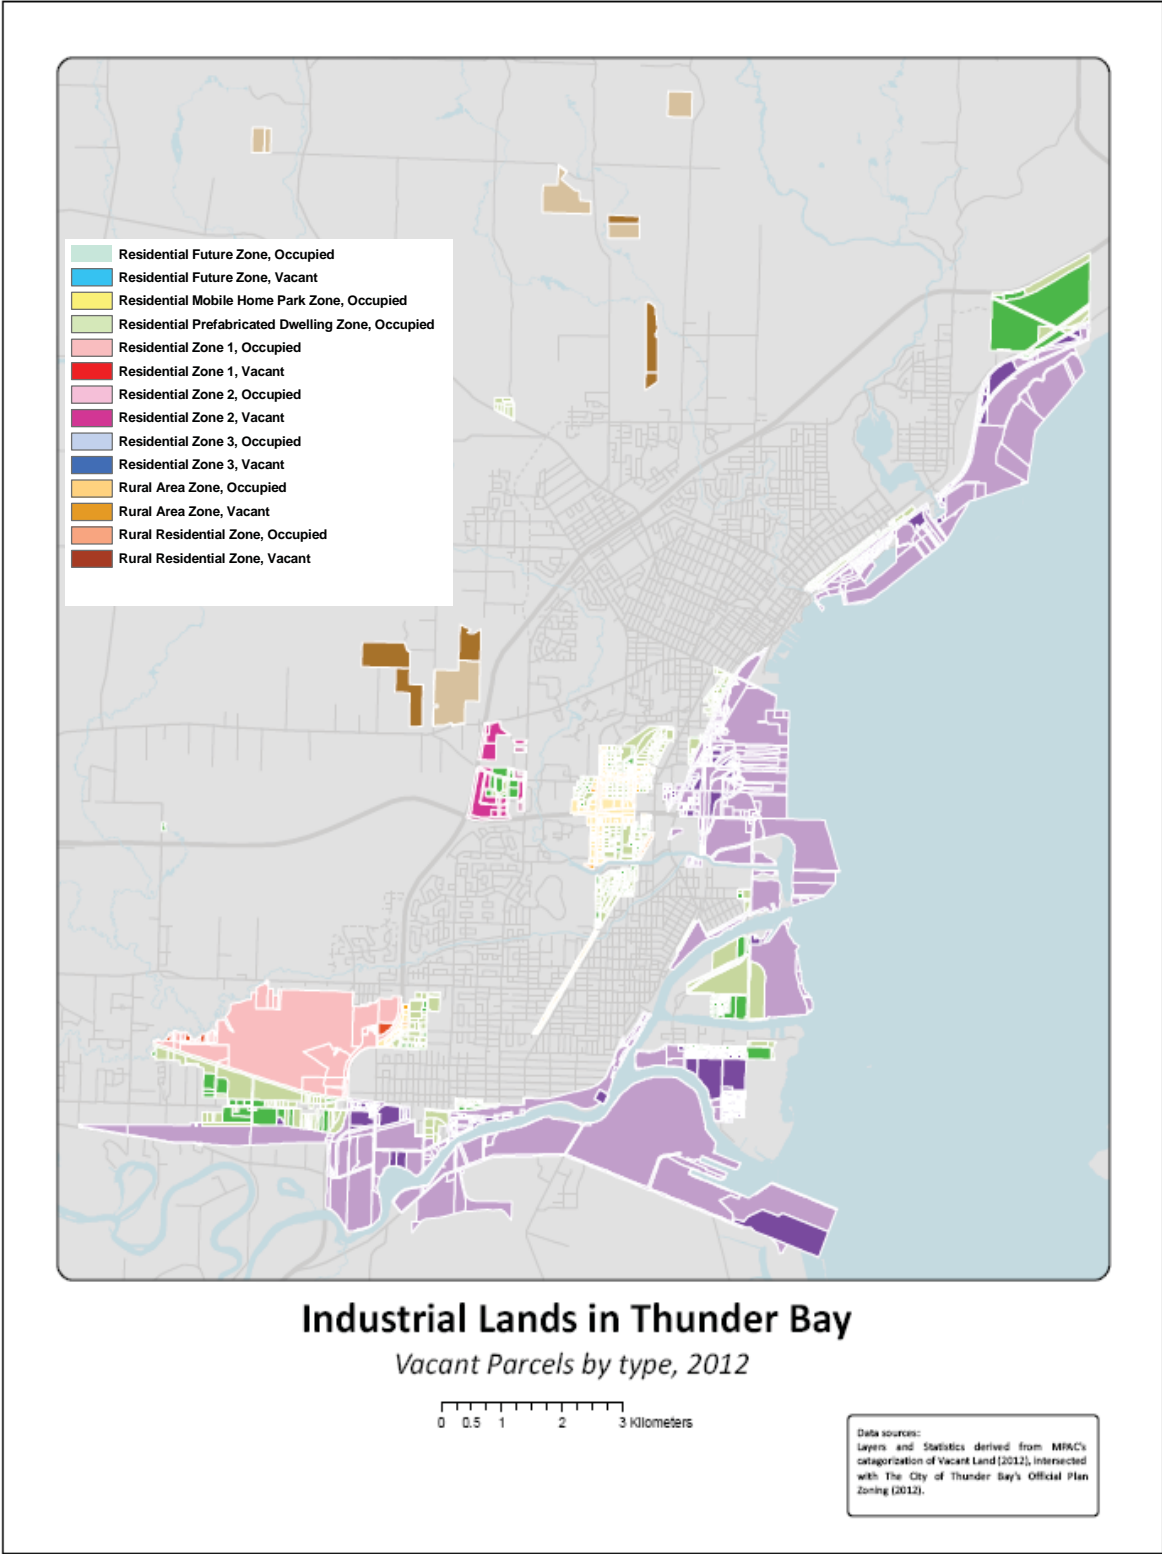 Residential Future Zone, Occupied
Residential Future Zone, Vacant
Residential Mobile Home Park Zone, Occupied
Residential Prefabricated Dwelling Zone, Occupied
Residential Zone 1, Occupied
Residential Zone 1, Vacant
Residential Zone 2, Occupied
Residential Zone 2, Vacant
Residential Zone 3, Occupied
Residential Zone 3, Vacant
Rural Area Zone, Occupied
Rural Area Zone, Vacant
Rural Residential Zone, Occupied
Rural Residential Zone, Vacant
Industrial Lands in Thunder Bay
Vacant Parcels by type, 2012
0 0.5 1 2 3 Kilometers
Data sources:
Layers and Statistics derived from MPAC's
catagorization of Vacant Land (2012), intersected
with The City of Thunder Bay's Official Plan
Zoning (2012).